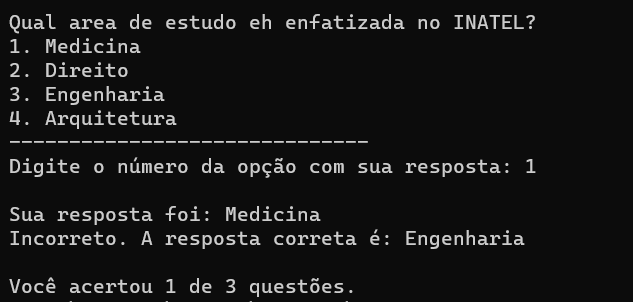 Qual area de estudo eh enfatizada no INATEL?
1. Medicina
2. Direito
3. Engenharia
4. Arquitetura
------------------------------
Digite o número da opção com sua resposta: 1
Sua resposta foi: Medicina
Incorreto. A resposta correta é: Engenharia
Você acertou 1 de 3 questões.